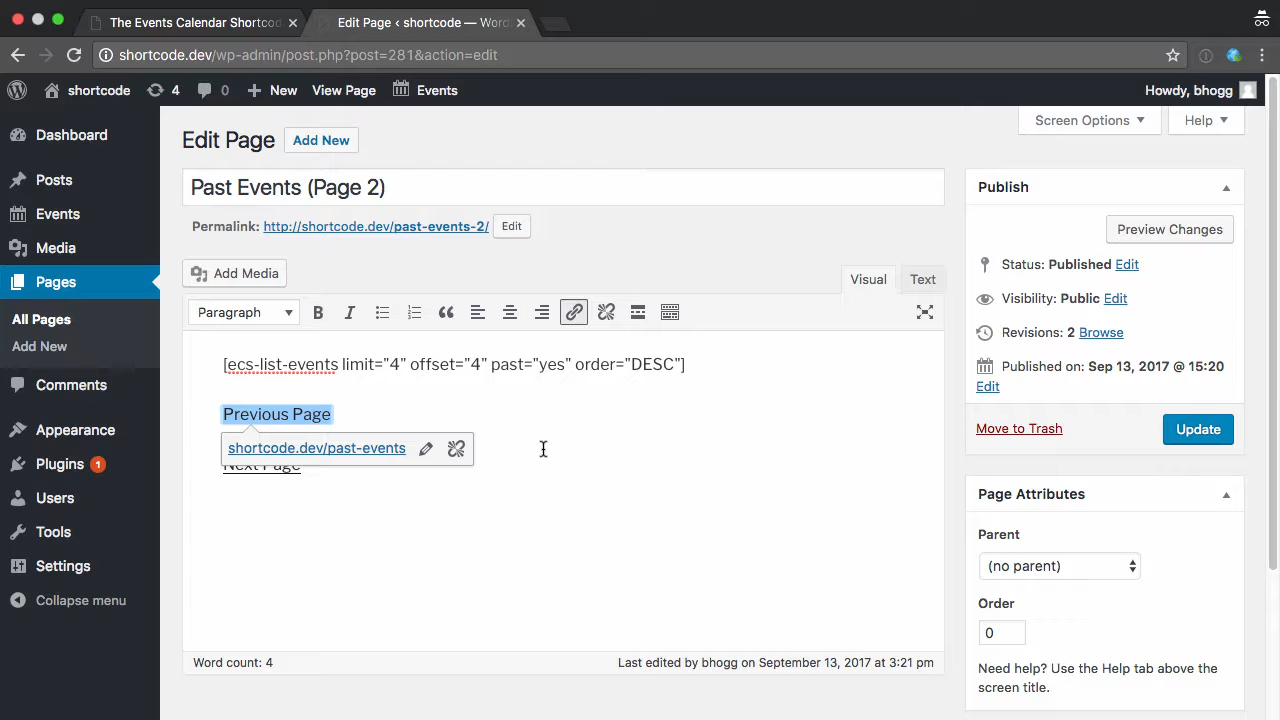 The Events Calendar Shortcod
Edit Page ‹ shortcode — Word
shortcode.dev/wp-admin/post.php?post=281&action=edit
shortcode 4 0 New View Page Events Howdy, bhogg
Screen Options Help
Dashboard
Posts
Events
Media
Pages
All Pages
Add New
Comments
Appearance
Plugins 1
Users
Tools
Settings
Collapse menu
Edit Page Add New
Past Events (Page 2)
Permalink: http://shortcode.dev/past-events-2/ Edit
Add Media
Visual Text
Paragraph B I
[ecs-list-events limit="4" offset="4" past="yes" order="DESC"]
Previous Page
shortcode.dev/past-events
Next Page
Word count: 4 Last edited by bhogg on September 13, 2017 at 3:21 pm
Publish
Preview Changes
Status: Published Edit
Visibility: Public Edit
Revisions: 2 Browse
Published on: Sep 13, 2017 @ 15:20
Edit
Move to Trash Update
Page Attributes
Parent
(no parent)
Order
0
Need help? Use the Help tab above the
screen title.